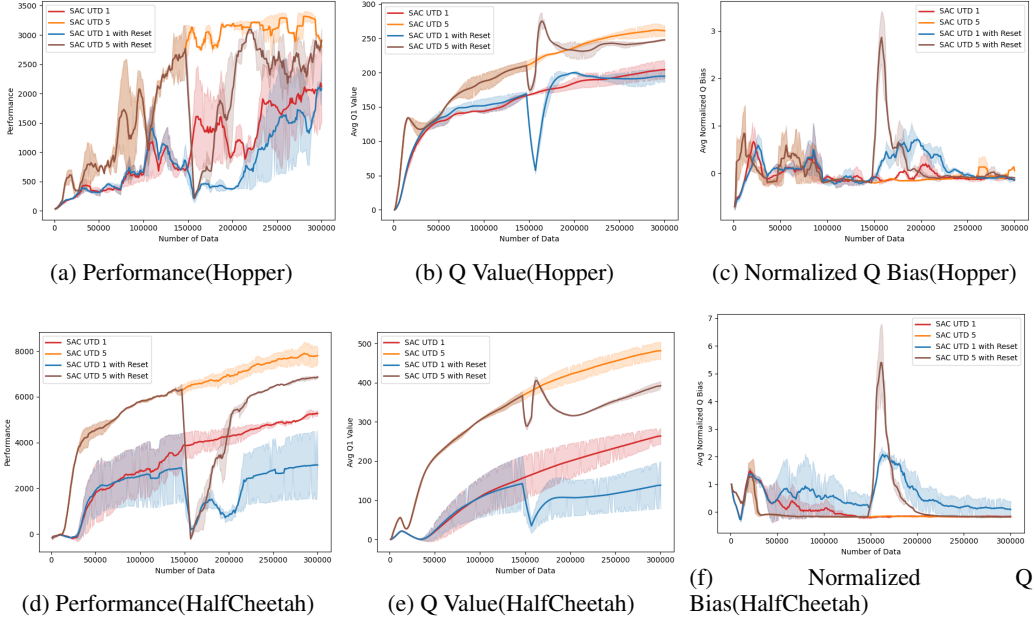 SAC UTD 1
SAC UTD 5
SAC UTD 1 with Reset
SAC UTD 5 with Reset
Performance
3500
3000
2500
2000
1500
1000
500
0
0 50000 100000 150000 200000 250000 300000
Number of Data
(a) Performance(Hopper)
SAC UTD 1
SAC UTD 5
SAC UTD 1 with Reset
SAC UTD 5 with Reset
Avg Q1 Value
300
250
200
150
100
50
0
0 50000 100000 150000 200000 250000 300000
Number of Data
(b) Q Value(Hopper)
SAC UTD 1
SAC UTD 5
SAC UTD 1 with Reset
SAC UTD 5 with Reset
Avg Normalized Q Bias
3
2
1
0
0 50000 100000 150000 200000 250000 300000
Number of Data
(c) Normalized Q Bias(Hopper)
SAC UTD 1
SAC UTD 5
SAC UTD 1 with Reset
SAC UTD 5 with Reset
Performance
8000
6000
4000
2000
0
0 50000 100000 150000 200000 250000 300000
Number of Data
(d) Performance(HalfCheetah)
SAC UTD 1
SAC UTD 5
SAC UTD 1 with Reset
SAC UTD 5 with Reset
Avg Q1 Value
500
400
300
200
100
0
0 50000 100000 150000 200000 250000 300000
Number of Data
(e) Q Value(HalfCheetah)
SAC UTD 1
SAC UTD 5
SAC UTD 1 with Reset
SAC UTD 5 with Reset
Avg Normalized Q Bias
7
6
5
4
3
2
1
0
0 50000 100000 150000 200000 250000 300000
Number of Data
(f) Normalized Q
Bias(HalfCheetah)